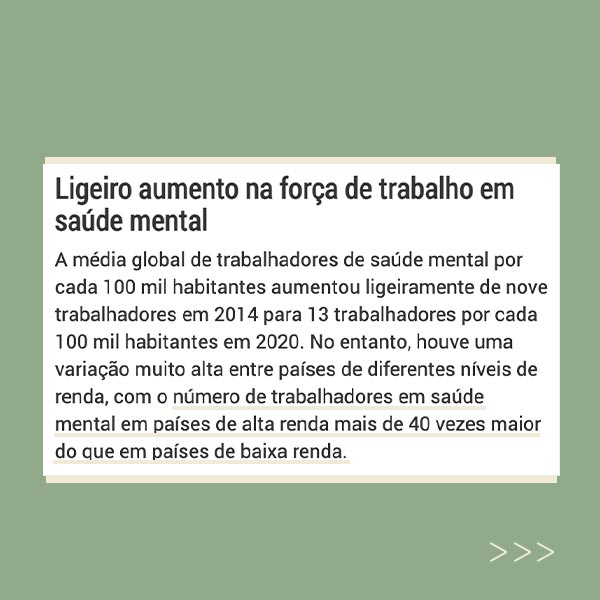 Ligeiro aumento na força de trabalho em
saúde mental
A média global de trabalhadores de saúde mental por
cada 100 mil habitantes aumentou ligeiramente de nove
trabalhadores em 2014 para 13 trabalhadores por cada
100 mil habitantes em 2020. No entanto, houve uma
variação muito alta entre países de diferentes níveis de
renda, com o número de trabalhadores em saúde
mental em países de alta renda mais de 40 vezes maior
do que em países de baixa renda.
>>>